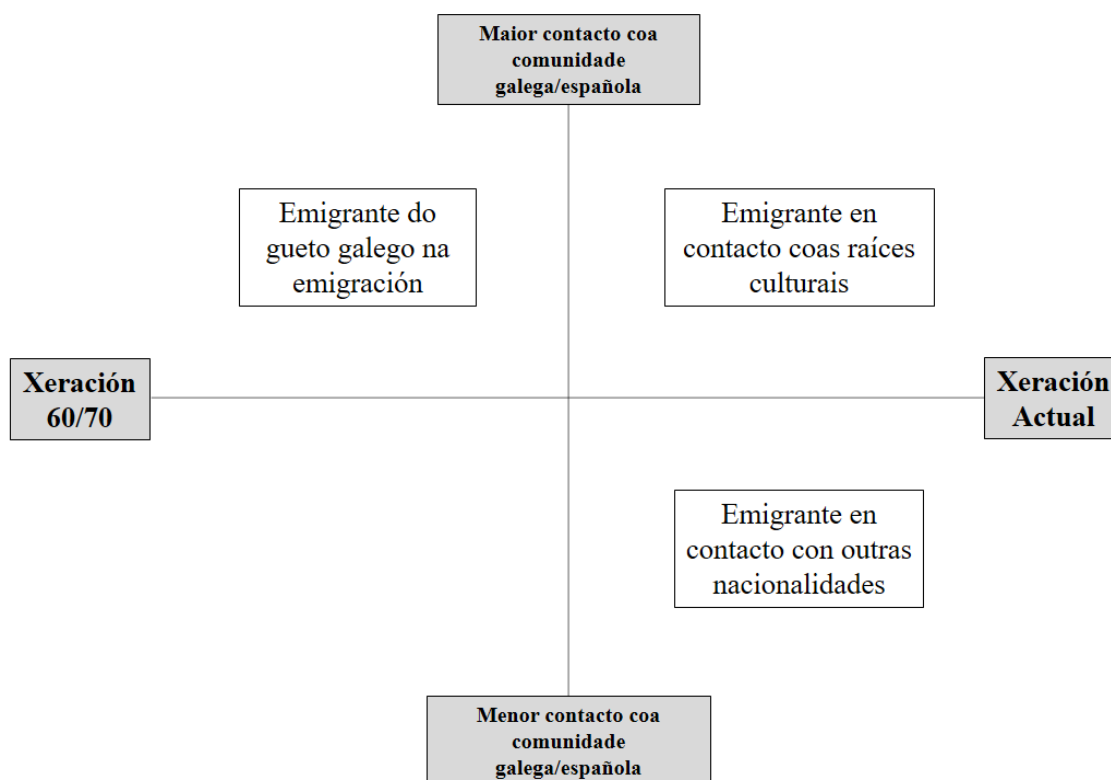 Maior contacto coa
comunidade
galega/española
Emigrante do
gueto galego na
emigración
Emigrante en
contacto coas raíces
culturais
Xeración
60/70
Xeración
Actual
Emigrante en
contacto con outras
nacionalidades
Menor contacto coa
comunidade
galega/española